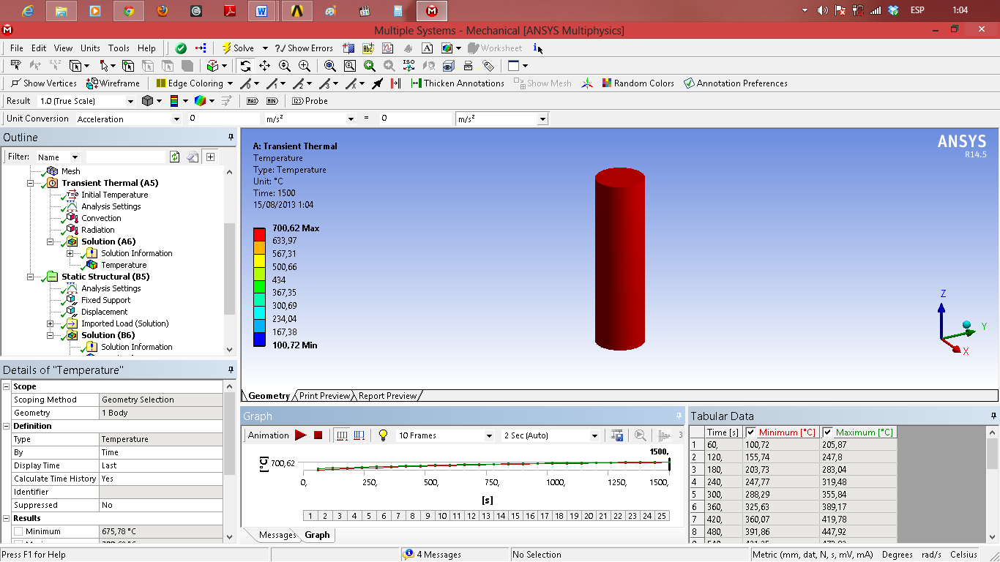 ESP 1:04
Multiple Systems - Mechanical [ANSYS Multiphysics]
File Edit View Units Tools Help Solve ?/ Show Errors Worksheet
Show Vertices Wireframe Edge Coloring Thicken Annotations Show Mesh Random Colors Annotation Preferences
Result 1.0 (True Scale) MAX MIN 123 Probe
Unit Conversion Acceleration 0 m/s² = 0 m/s²
Outline
Filter: Name
Mesh
Transient Thermal (A5)
Initial Temperature
Analysis Settings
Convection
Radiation
Solution (A6)
Solution Information
Temperature
Static Structural (B5)
Analysis Settings
Fixed Support
Displacement
Imported Load (Solution)
Solution (B6)
Solution Information
Details of "Temperature"
Scope
Scoping Method Geometry Selection
Geometry 1 Body
Definition
Type Temperature
By Time
Display Time Last
Calculate Time History Yes
Identifier
Suppressed No
Results
Minimum 675,78 °C
A: Transient Thermal
Temperature
Type: Temperature
Unit: °C
Time: 1500
15/08/2013 1:04
700,62 Max
633,97
567,31
500,66
434
367,35
300,69
234,04
167,38
100,72 Min
ANSYS
R14.5
Z
Y
X
Geometry Print Preview Report Preview
Graph
Animation 10 Frames 2 Sec (Auto) 3
1500,
[°C] 700,62
0, 250, 500, 750, 1000, 1250, 1500,
[s]
1 2 3 4 5 6 7 8 9 10 11 12 13 14 15 16 17 18 19 20 21 22 23 24 25
Messages Graph
Tabular Data
Time [s] Minimum [°C] Maximum [°C]
1 60, 100,72 205,87
2 120, 155,74 247,8
3 180, 203,73 283,04
4 240, 247,77 319,48
5 300, 288,29 355,84
6 360, 325,63 389,17
7 420, 360,07 419,78
8 480, 391,86 447,92
Press F1 for Help 4 Messages No Selection Metric (mm, dat, N, s, mV, mA) Degrees rad/s Celsius